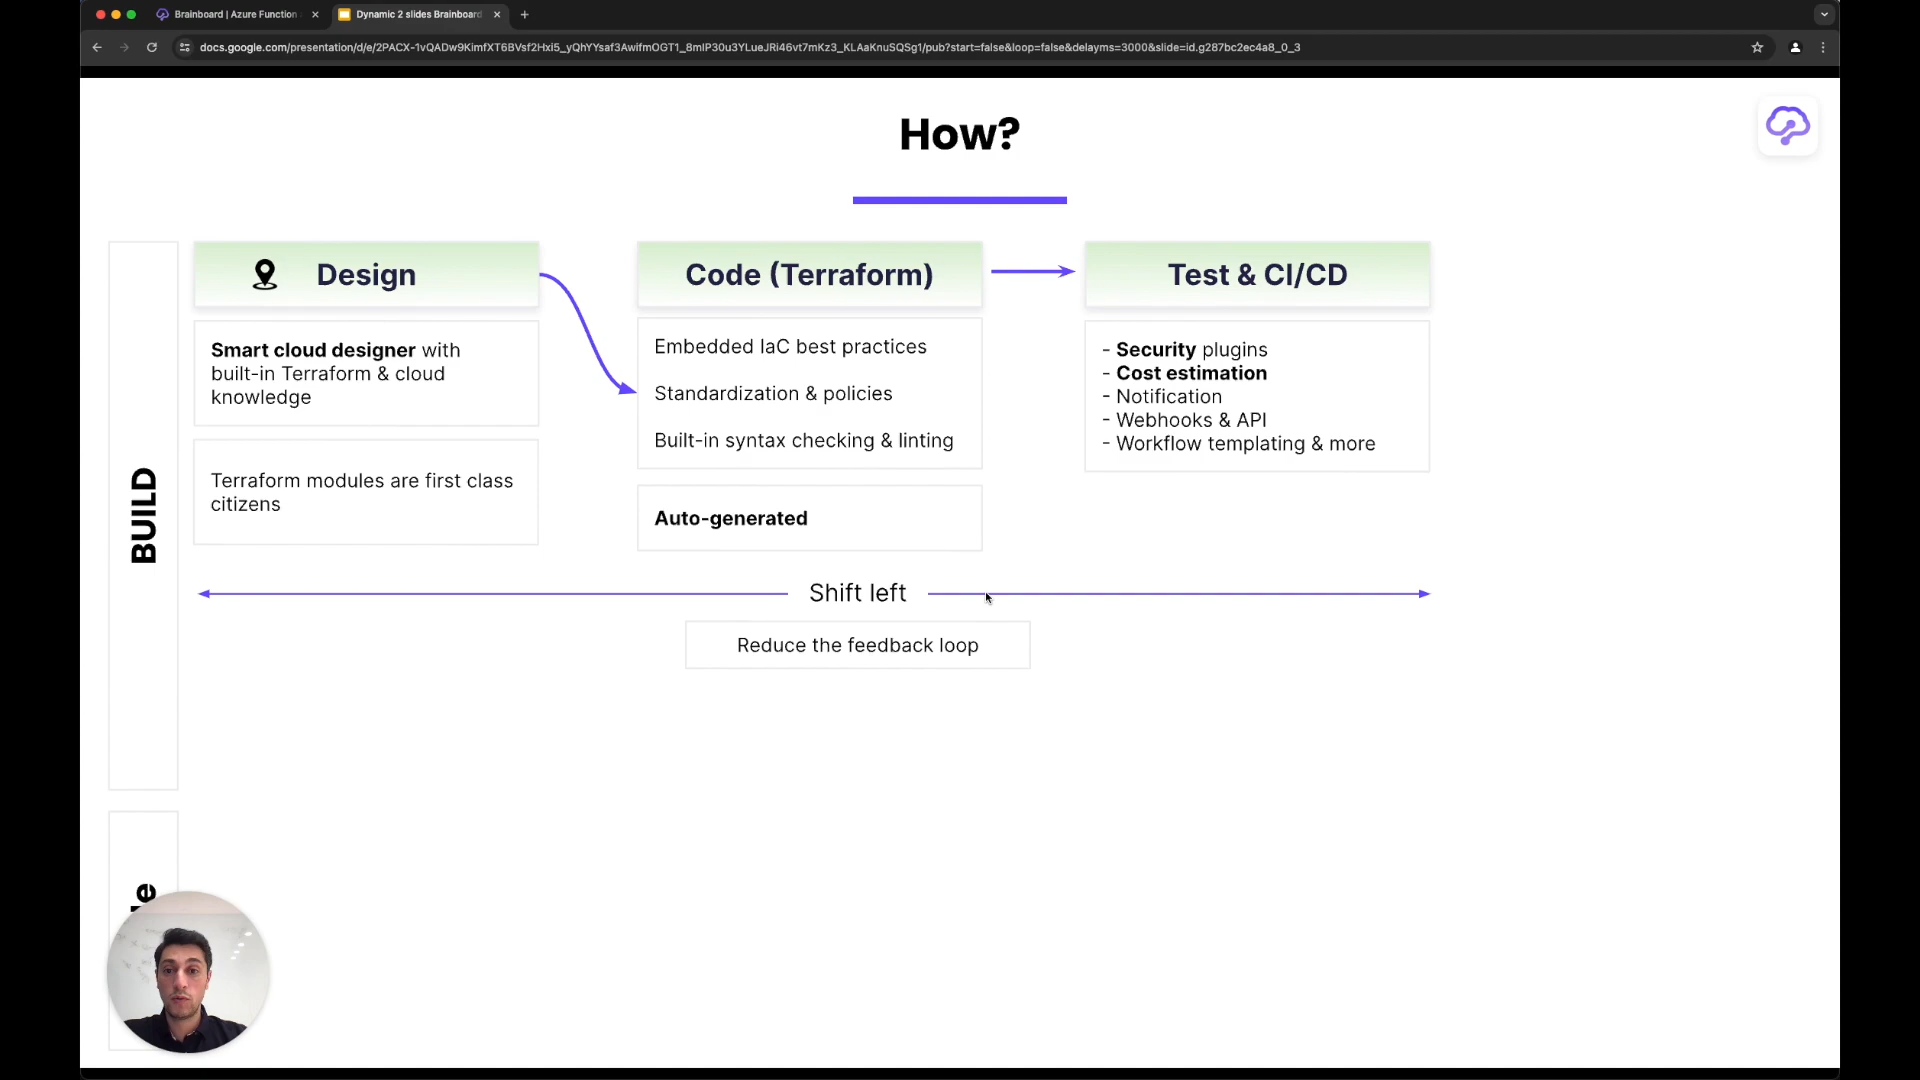 Brainboard | Azure Function
Dynamic 2 slides Brainboard
docs.google.com/presentation/d/e/2PACX-1vQADw9KimfXT6BVsf2Hxi5_yQhYYsaf3AwifmOGT1_8mIP30u3YLueJRi46vt7mKz3_KLAaKnuSQSg1/pub?start=false&loop=false&delayms=3000&slide=id.g287bc2ec4a8_0_3
How?
BUILD
Design
Smart cloud designer with
built-in Terraform & cloud
knowledge
Terraform modules are first class
citizens
Code (Terraform)
Embedded IaC best practices
Standardization & policies
Built-in syntax checking & linting
Auto-generated
Test & CI/CD
- Security plugins
- Cost estimation
- Notification
- Webhooks & API
- Workflow templating & more
Shift left
Reduce the feedback loop